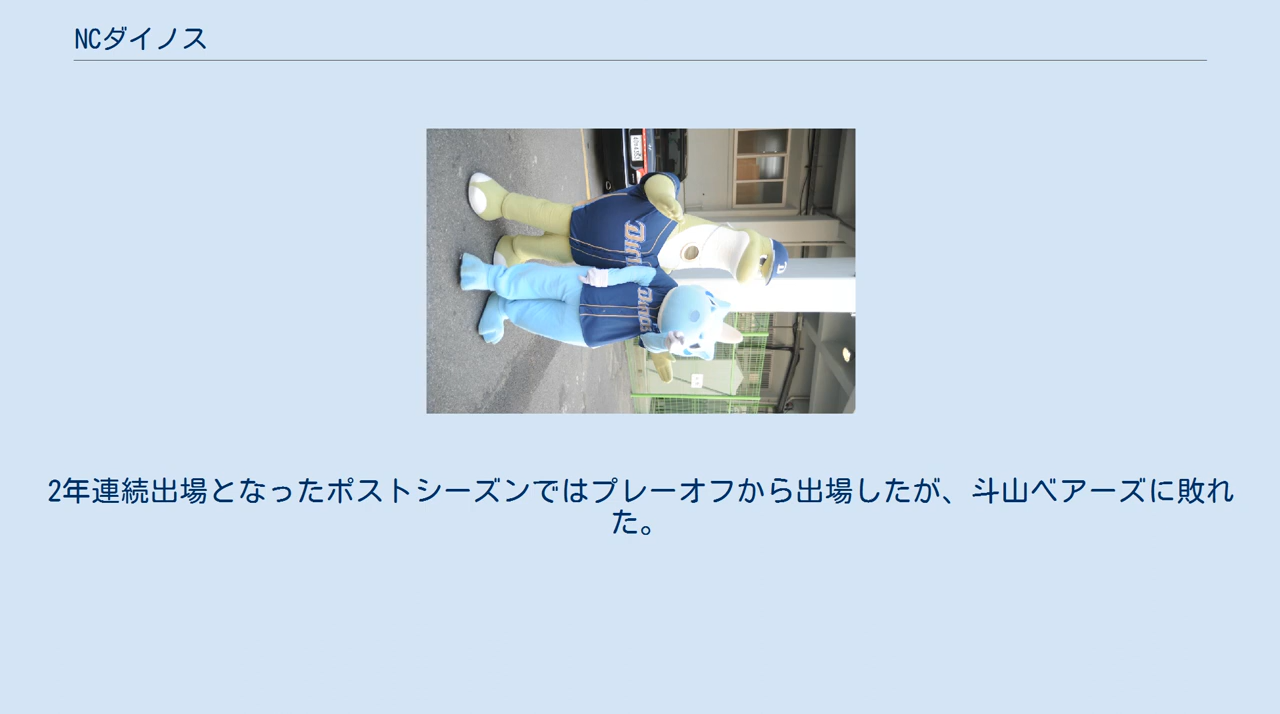 NCダイノス
2年連続出場となったポストシーズンではプレーオフから出場したが、斗山ベアーズに敗れ
た。